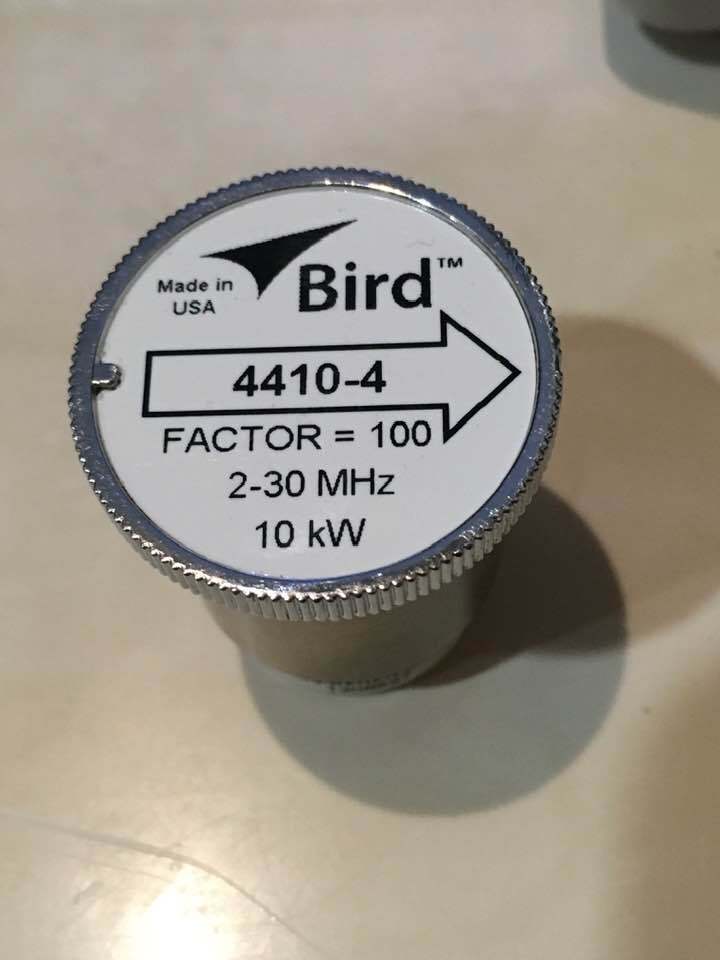 Made in
USA
Bird™
4410-4
FACTOR = 100
2-30 MHz
10 kW